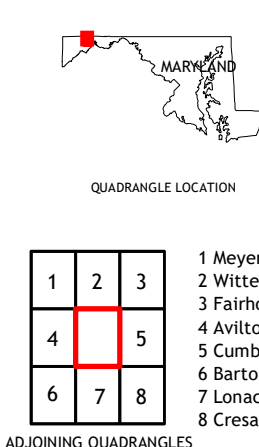 MARYLAND
QUADRANGLE LOCATION
1 2 3
4 5
6 7 8
1 Meyer
2 Witte
3 Fairho
4 Avilto
5 Cumb
6 Barto
7 Lonac
8 Cresa
ADJOINING QUADRANGLES